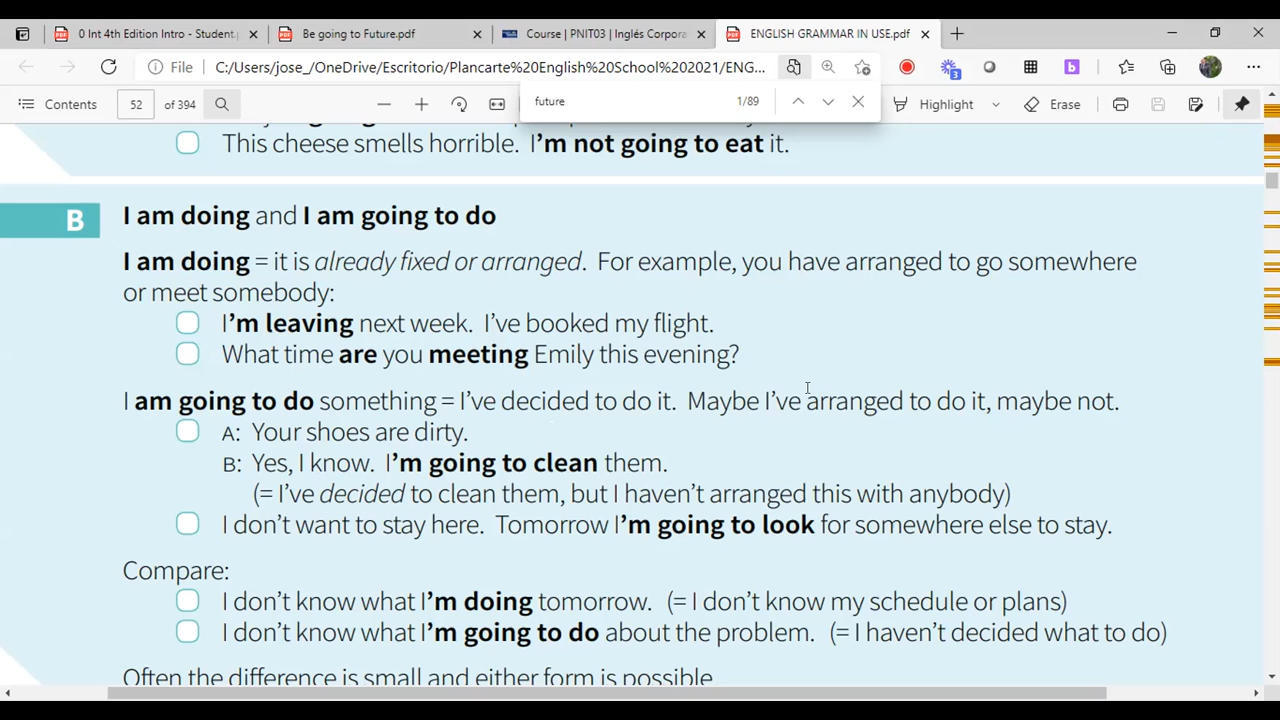 0 Int 4th Edition Intro - Student.
Be going to Future.pdf
Course | PNIT03 | Inglés Corpora
ENGLISH GRAMMAR IN USE.pdf
File
C:/Users/jose_/OneDrive/Escritorio/Plancarte%20English%20School%202021/ENG...
3
b
Contents
52
of 394
future
1/89
Highlight
Erase
This cheese smells horrible. I'm not going to eat it.
B
I am doing and I am going to do
I am doing = it is already fixed or arranged. For example, you have arranged to go somewhere
or meet somebody:
I'm leaving next week. I've booked my flight.
What time are you meeting Emily this evening?
I am going to do something = I've decided to do it. Maybe I've arranged to do it, maybe not.
A: Your shoes are dirty.
B: Yes, I know. I'm going to clean them.
(= I've decided to clean them, but I haven't arranged this with anybody)
I don't want to stay here. Tomorrow I'm going to look for somewhere else to stay.
Compare:
I don't know what I'm doing tomorrow. (= I don't know my schedule or plans)
I don't know what I'm going to do about the problem. (= I haven't decided what to do)
Often the difference is small and either form is possible